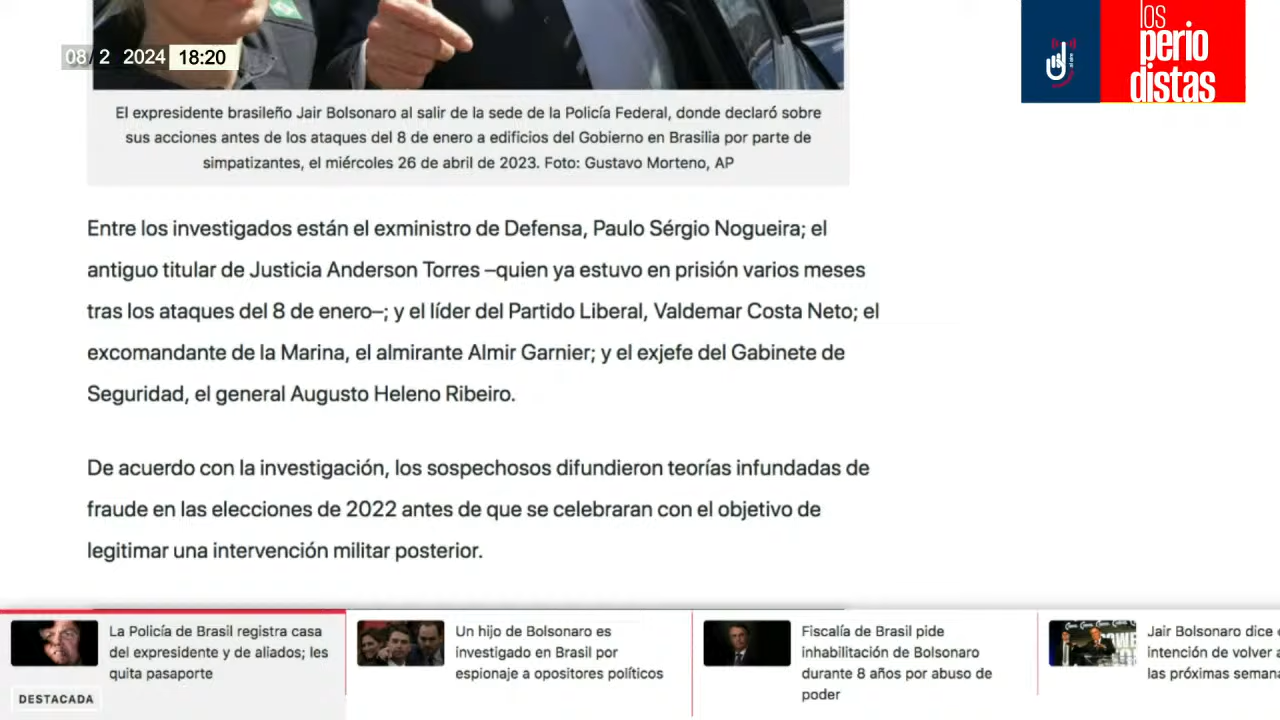 08/ 2 2024 18:20
los
perio
distas
El expresidente brasileño Jair Bolsonaro al salir de la sede de la Policía Federal, donde declaró sobre
sus acciones antes de los ataques del 8 de enero a edificios del Gobierno en Brasilia por parte de
simpatizantes, el miércoles 26 de abril de 2023. Foto: Gustavo Morteno, AP
Entre los investigados están el exministro de Defensa, Paulo Sérgio Nogueira; el
antiguo titular de Justicia Anderson Torres –quien ya estuvo en prisión varios meses
tras los ataques del 8 de enero–; y el líder del Partido Liberal, Valdemar Costa Neto; el
excomandante de la Marina, el almirante Almir Garnier; y el exjefe del Gabinete de
Seguridad, el general Augusto Heleno Ribeiro.
De acuerdo con la investigación, los sospechosos difundieron teorías infundadas de
fraude en las elecciones de 2022 antes de que se celebraran con el objetivo de
legitimar una intervención militar posterior.
La Policía de Brasil registra casa
del expresidente y de aliados; les
quita pasaporte
DESTACADA
Un hijo de Bolsonaro es
investigado en Brasil por
espionaje a opositores políticos
Fiscalía de Brasil pide
inhabilitación de Bolsonaro
durante 8 años por abuso de
poder
Jair Bolsonaro dice
intención de volver
las próximas